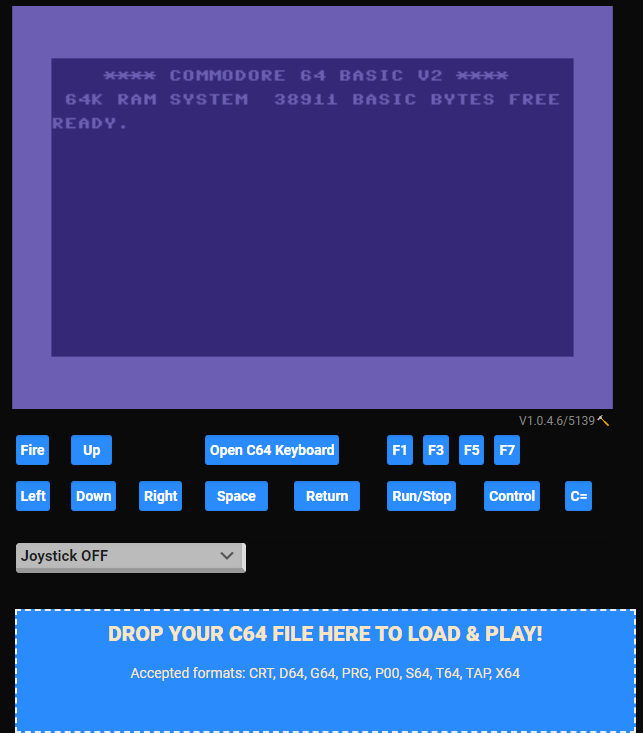 **** COMMODORE 64 BASIC V2 ****
64K RAM SYSTEM  38911 BASIC BYTES FREE
READY.
V1.0.4.6/5139
Fire Up Open C64 Keyboard F1 F3 F5 F7
Left Down Right Space Return Run/Stop Control C=
Joystick OFF
DROP YOUR C64 FILE HERE TO LOAD & PLAY!
Accepted formats: CRT, D64, G64, PRG, P00, S64, T64, TAP, X64